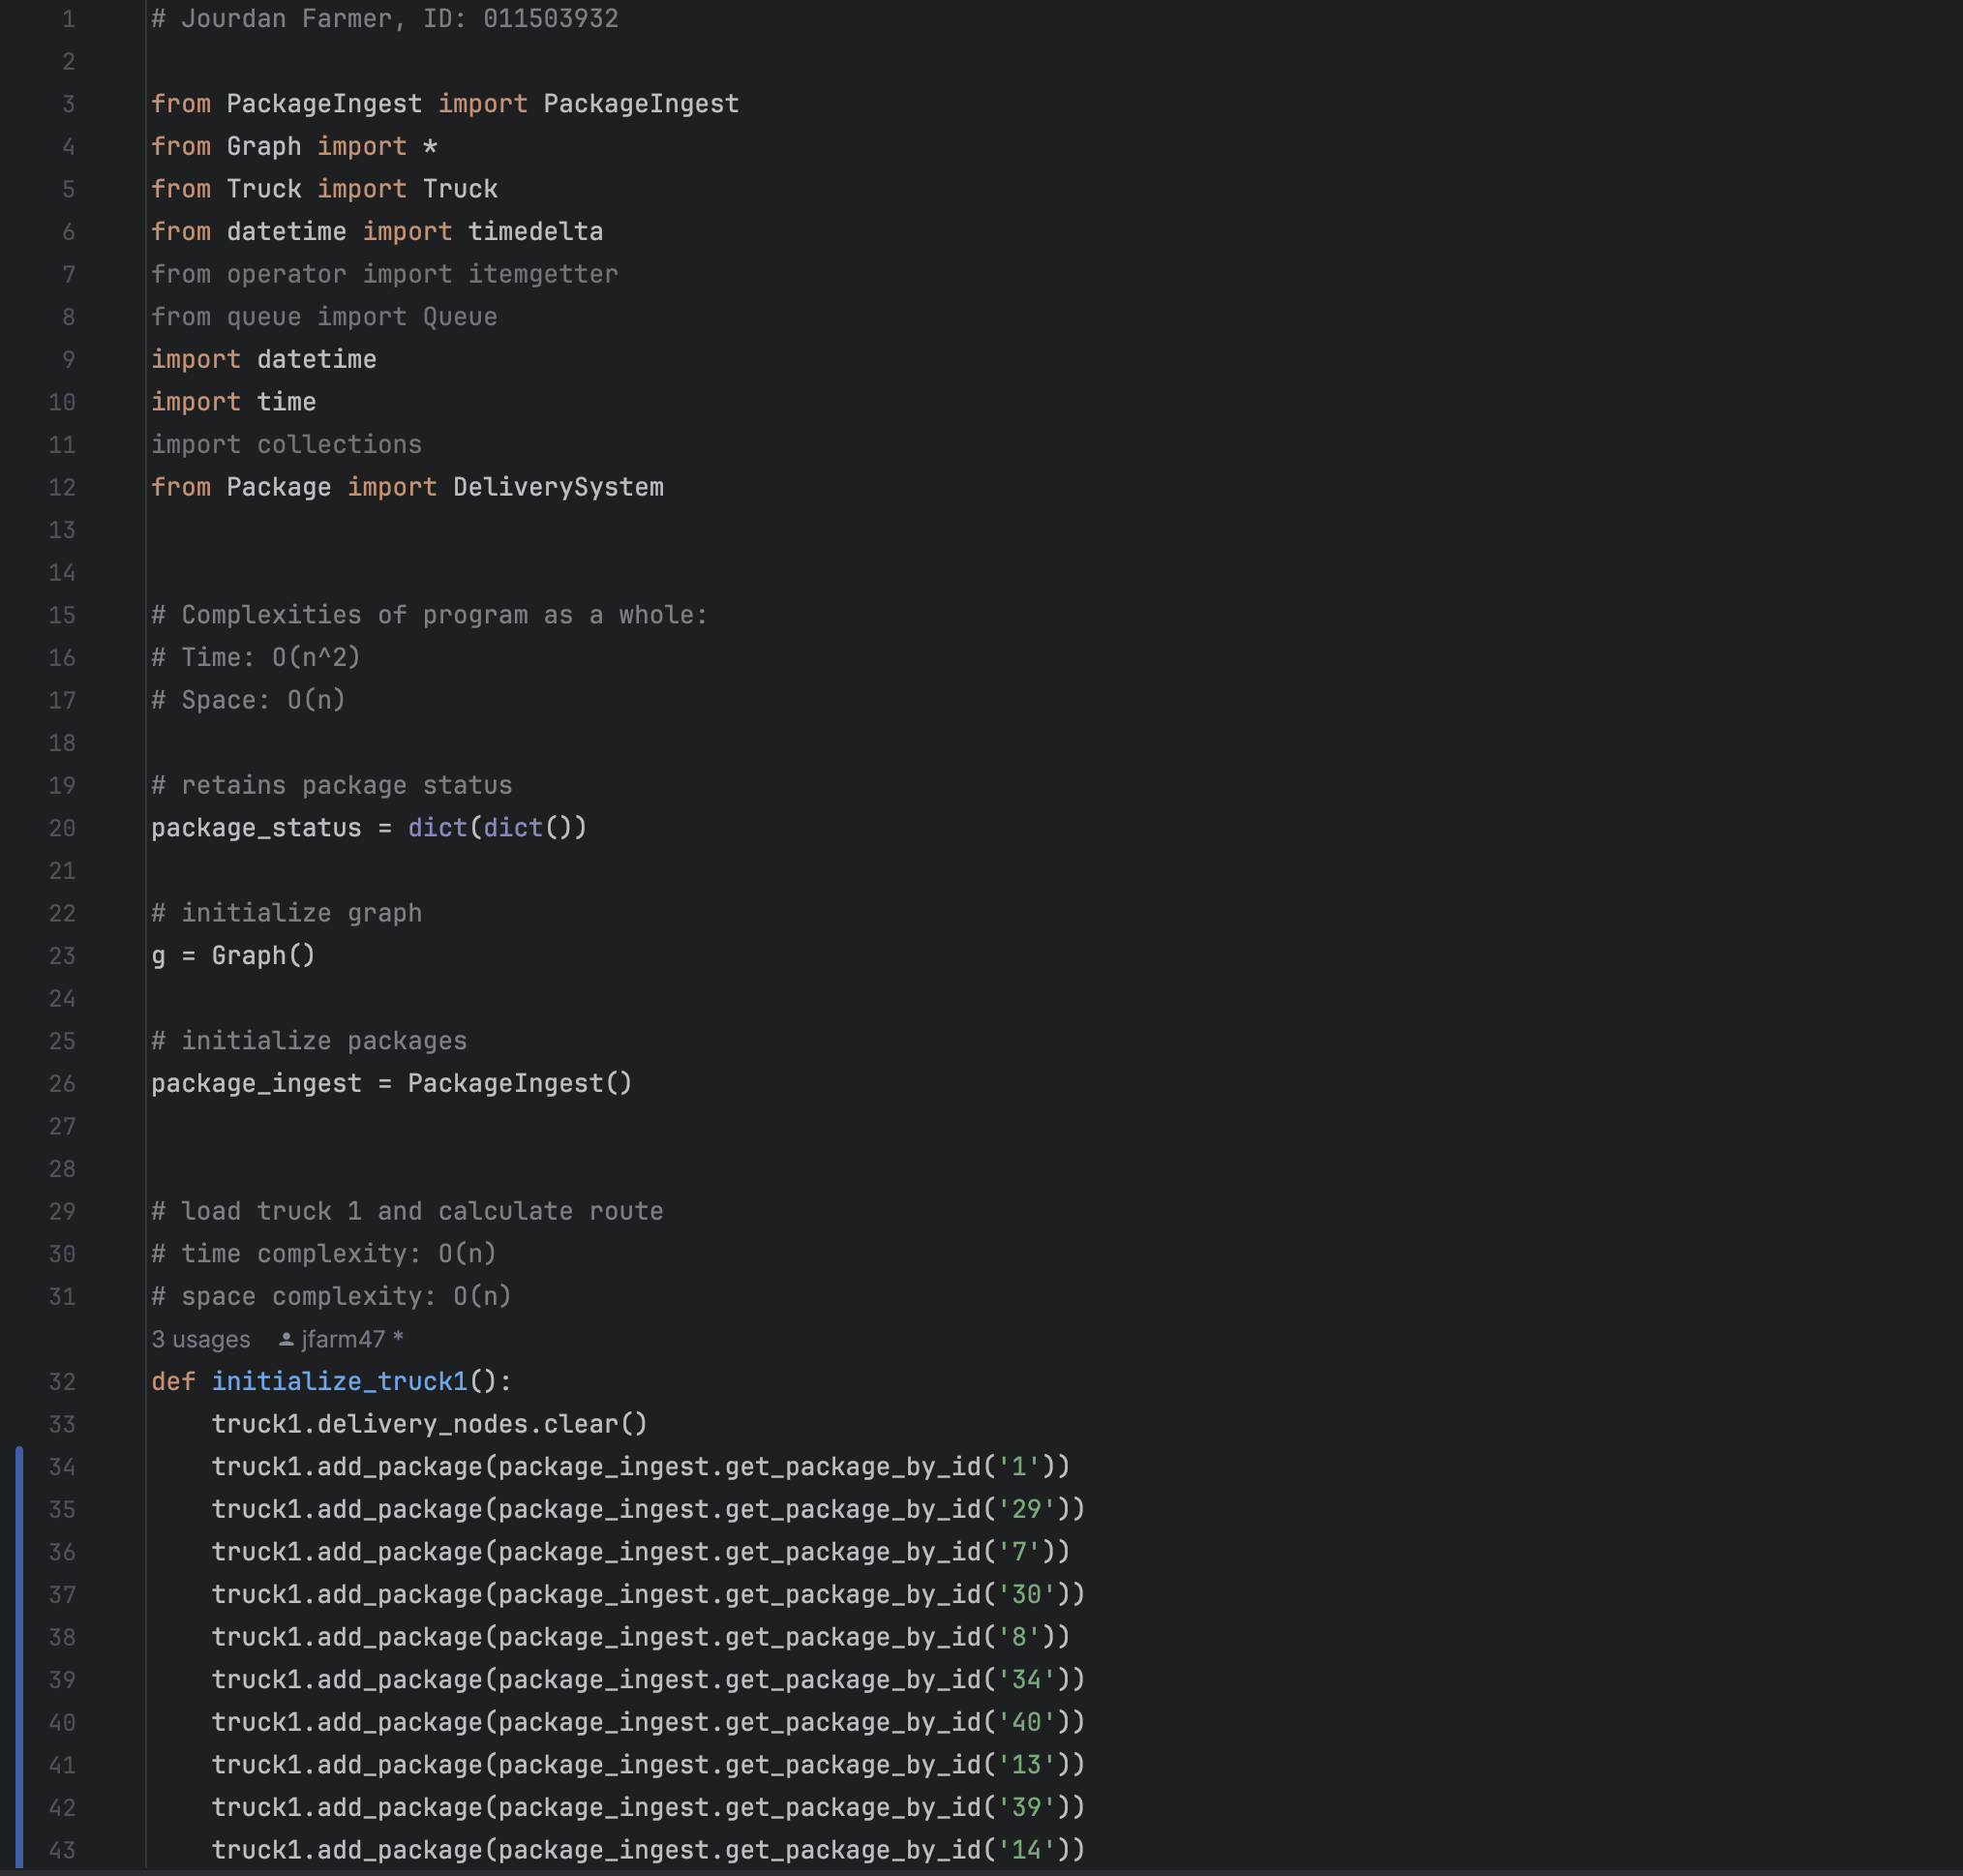 1 # Jourdan Farmer, ID: 011503932
2
3 from PackageIngest import PackageIngest
4 from Graph import *
5 from Truck import Truck
6 from datetime import timedelta
7 from operator import itemgetter
8 from queue import Queue
9 import datetime
10 import time
11 import collections
12 from Package import DeliverySystem
13
14
15 # Complexities of program as a whole:
16 # Time: O(n^2)
17 # Space: O(n)
18
19 # retains package status
20 package_status = dict(dict())
21
22 # initialize graph
23 g = Graph()
24
25 # initialize packages
26 package_ingest = PackageIngest()
27
28
29 # load truck 1 and calculate route
30 # time complexity: O(n)
31 # space complexity: O(n)
3 usages jfarm47 *
32 def initialize_truck1():
33     truck1.delivery_nodes.clear()
34     truck1.add_package(package_ingest.get_package_by_id('1'))
35     truck1.add_package(package_ingest.get_package_by_id('29'))
36     truck1.add_package(package_ingest.get_package_by_id('7'))
37     truck1.add_package(package_ingest.get_package_by_id('30'))
38     truck1.add_package(package_ingest.get_package_by_id('8'))
39     truck1.add_package(package_ingest.get_package_by_id('34'))
40     truck1.add_package(package_ingest.get_package_by_id('40'))
41     truck1.add_package(package_ingest.get_package_by_id('13'))
42     truck1.add_package(package_ingest.get_package_by_id('39'))
43     truck1.add_package(package_ingest.get_package_by_id('14'))